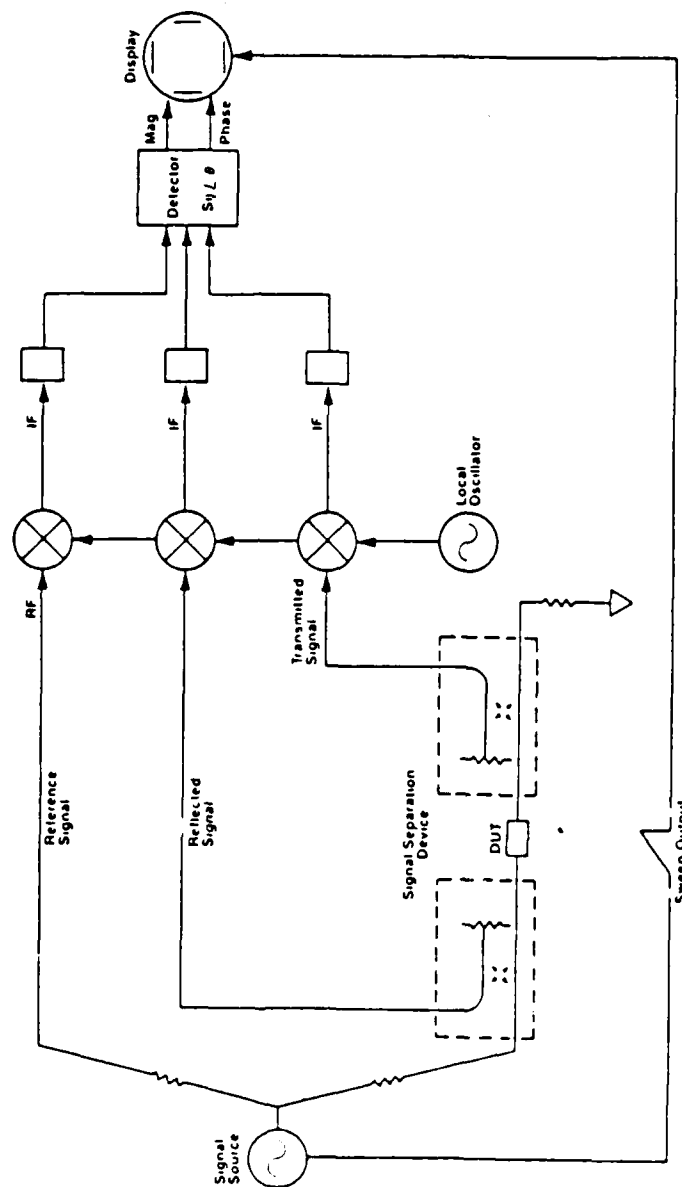 Signal
Source
Reference
Signal
Reflected Signal
Signal Separation
Device
DUT
Transmitted
Signal
Local
Oscillator
RF
IF
IF
IF
Detector
Mag
Phase
Display
Sweep Output